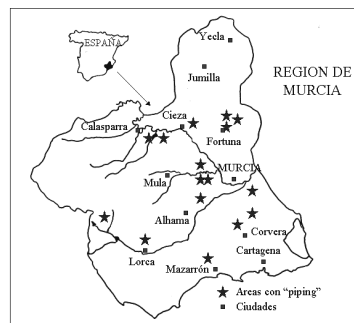 ESPAÑA
Yecla
Jumilla
REGION DE
MURCIA
Cieza
Calasparra
Fortuna
MURCIA
Mula
Alhama
Corvera
Lorca
Cartagena
Mazarrón
Areas con "piping"
Ciudades